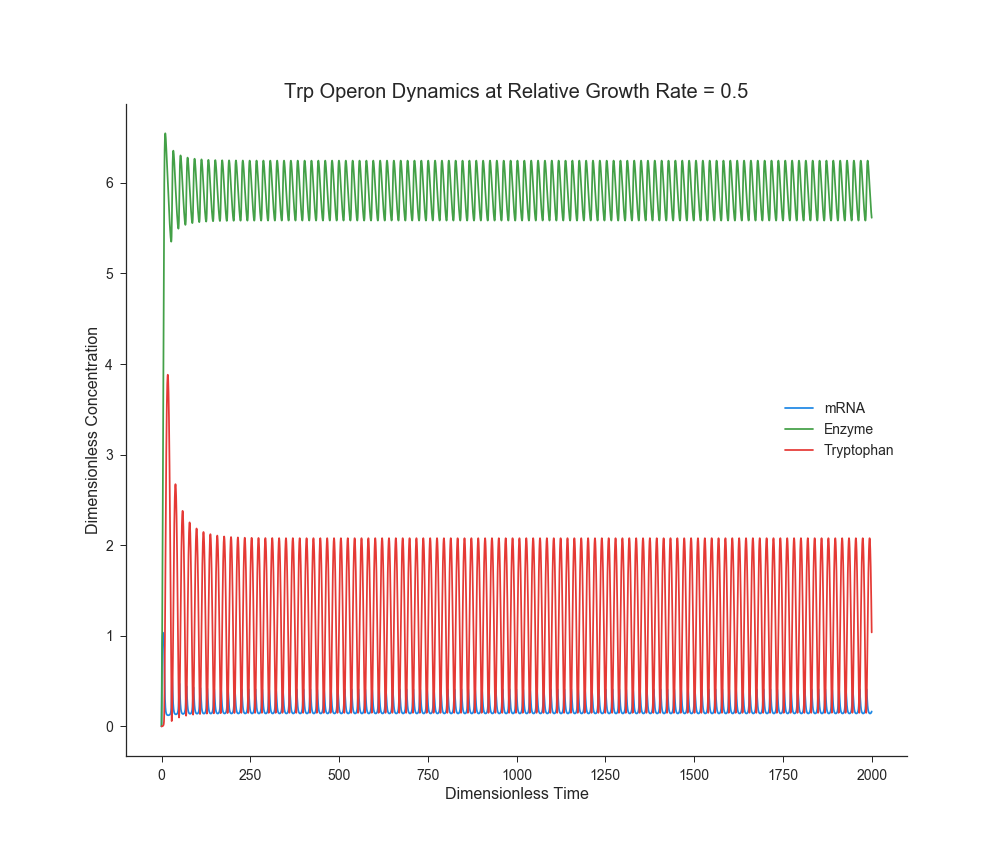 Trp Operon Dynamics at Relative Growth Rate = 0.5
Dimensionless Concentration
6
5
4
3
2
1
0
mRNA
Enzyme
Tryptophan
0 250 500 750 1000 1250 1500 1750 2000
Dimensionless Time